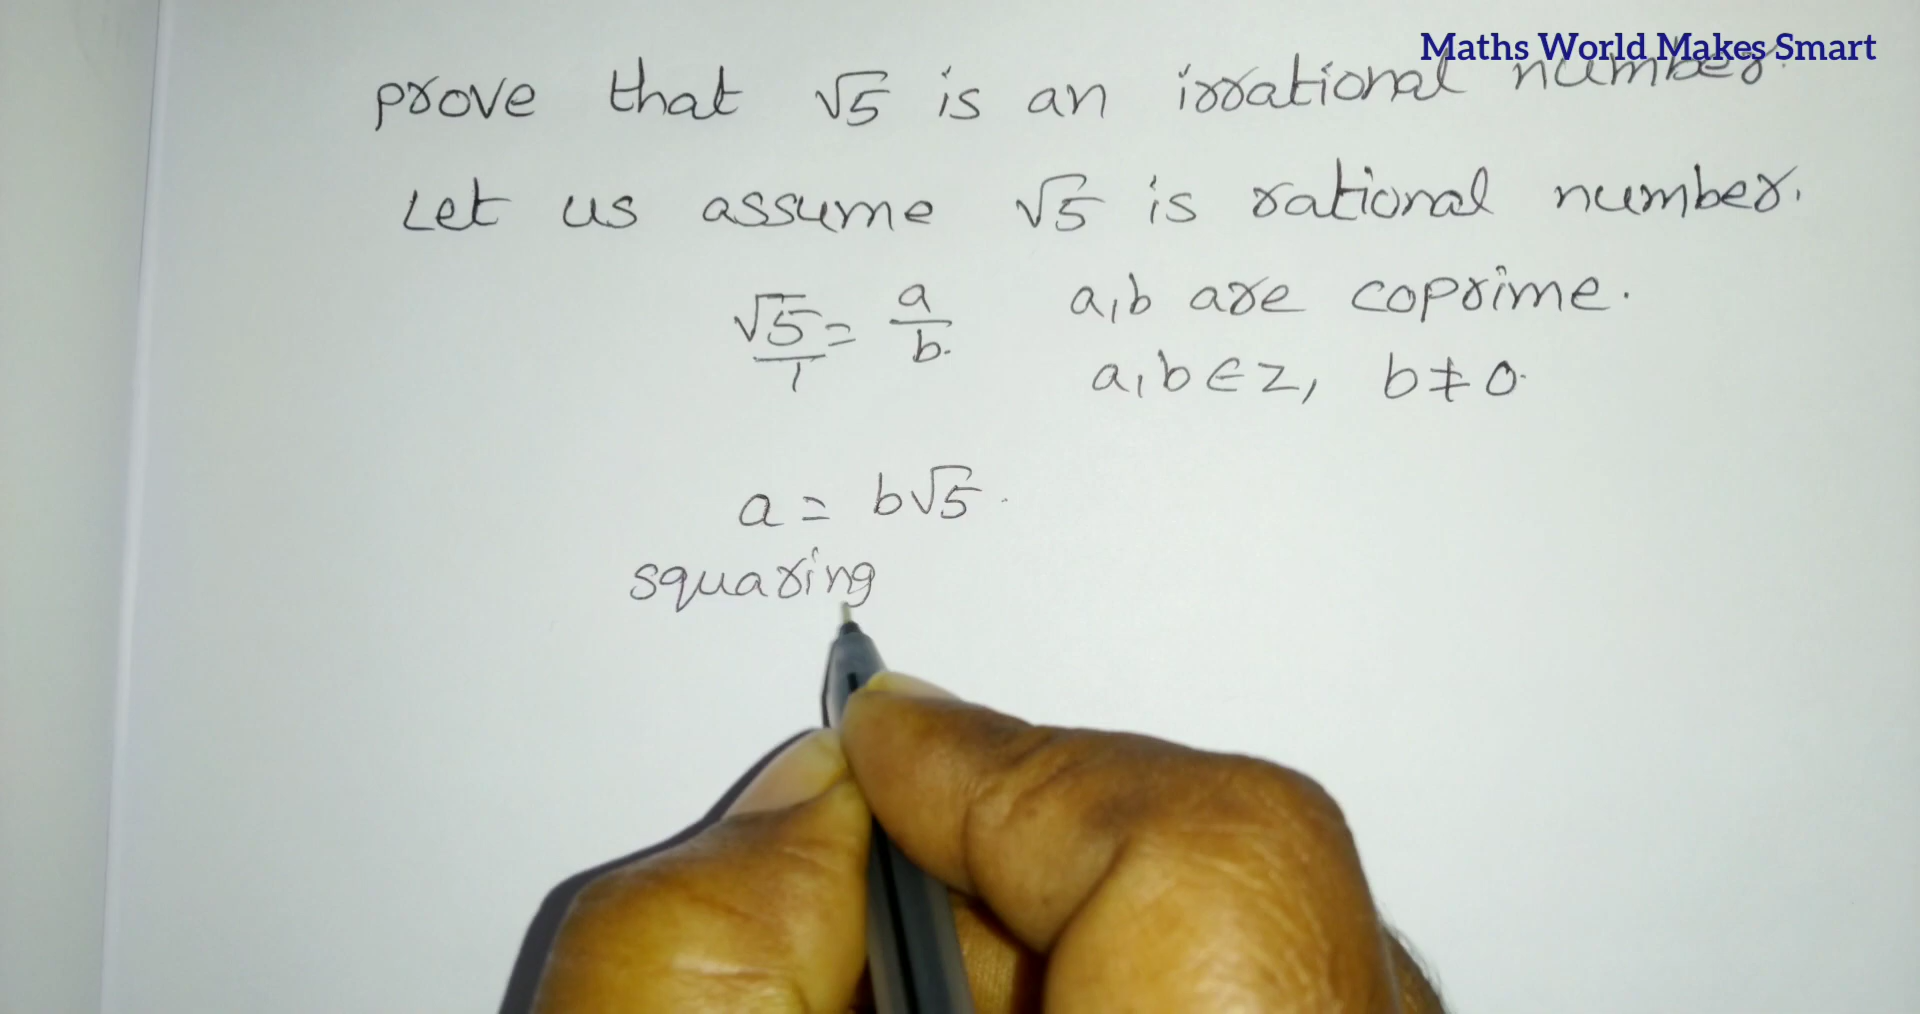 Maths World Makes Smart
prove that √5 is an irrational number.
Let us assume √5 is rational number.
√5/1 = a/b a,b are coprime.
a,b ∈ Z, b ≠ 0.
a = b√5.
squaring